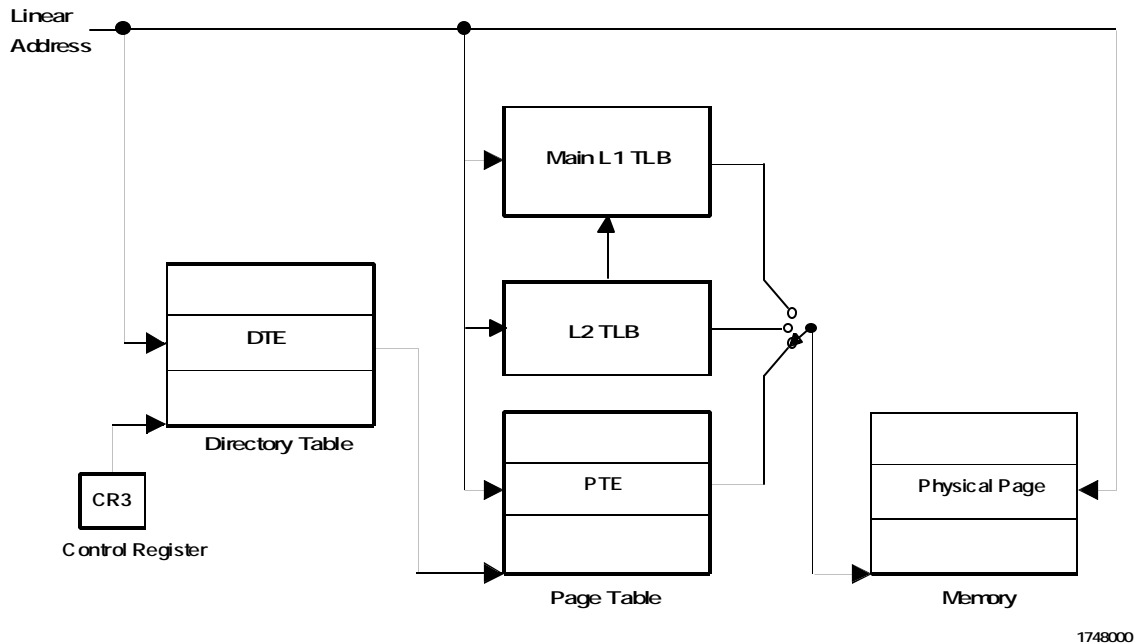 Linear
Address
Main L1 TLB
L2 TLB
DTE
Directory Table
CR3
Control Register
PTE
Page Table
Physical Page
Memory
1748000